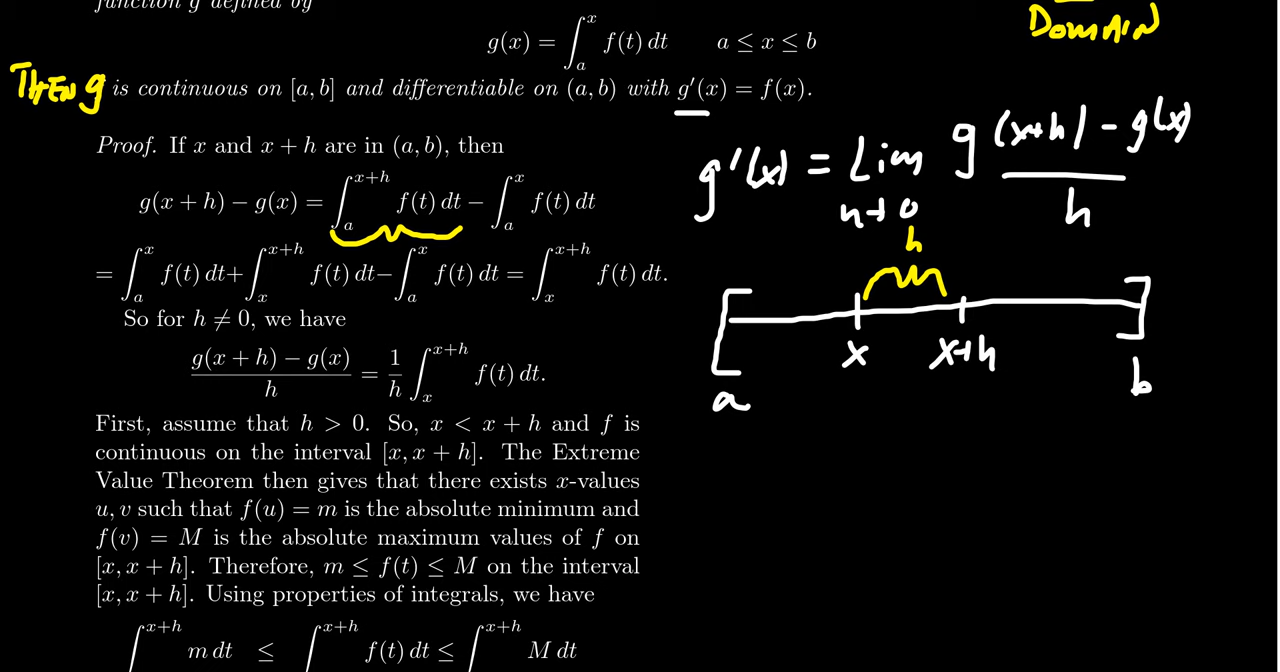 function g defined by
DOMAIN
g(x) = ∫_a^x f(t) dt a ≤ x ≤ b
THEN g is continuous on [a, b] and differentiable on (a, b) with g′(x) = f(x).
Proof. If x and x + h are in (a, b), then
g(x + h) − g(x) = ∫_a^{x+h} f(t) dt − ∫_a^x f(t) dt
= ∫_a^x f(t) dt + ∫_x^{x+h} f(t) dt − ∫_a^x f(t) dt = ∫_x^{x+h} f(t) dt.
So for h ≠ 0, we have
(g(x + h) − g(x))/h = 1/h ∫_x^{x+h} f(t) dt.
First, assume that h > 0. So, x < x + h and f is
continuous on the interval [x, x + h]. The Extreme
Value Theorem then gives that there exists x-values
u, v such that f(u) = m is the absolute minimum and
f(v) = M is the absolute maximum values of f on
[x, x + h]. Therefore, m ≤ f(t) ≤ M on the interval
[x, x + h]. Using properties of integrals, we have
∫^{x+h} m dt ≤ ∫^{x+h} f(t) dt ≤ ∫^{x+h} M dt
g′(x) = lim h→0 (g(x+h) − g(x))/h
h
x x+h
a b